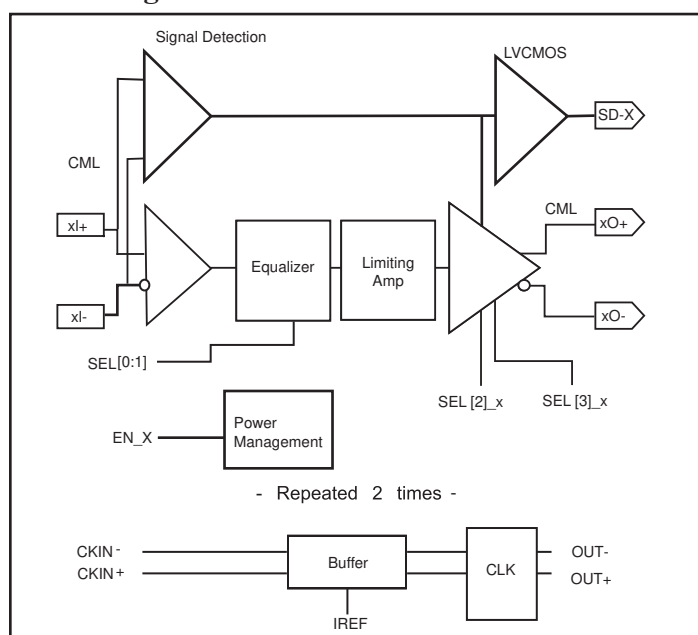 Signal Detection
LVCMOS
SD-X
CML
CML
xI+
xO+
Equalizer
Limiting
Amp
xI-
xO-
SEL[0:1]
SEL [2]_x
SEL [3]_x
EN_X
Power
Management
- Repeated 2 times -
CKIN -
CKIN +
Buffer
CLK
OUT-
OUT+
IREF